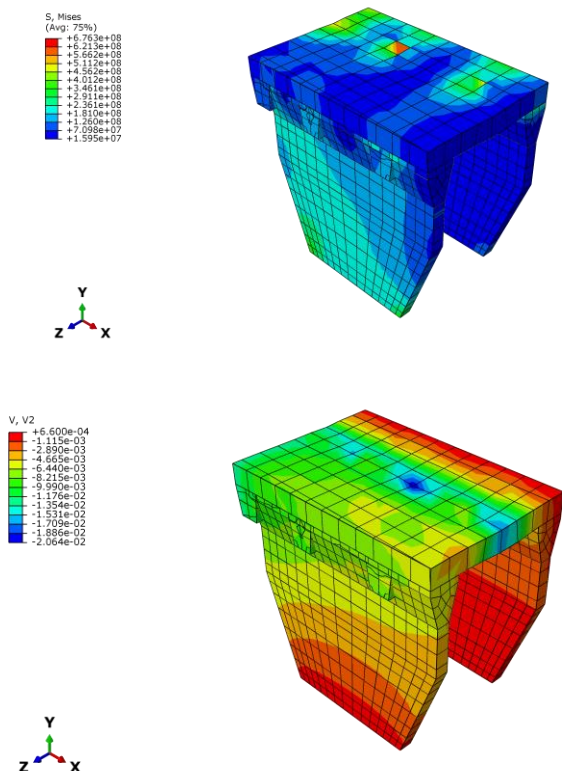 S, Mises
(Avg: 75%)
+6.763e+08
+6.213e+08
+5.662e+08
+5.112e+08
+4.562e+08
+4.012e+08
+3.461e+08
+2.911e+08
+2.361e+08
+1.810e+08
+1.260e+08
+7.098e+07
+1.595e+07
Y
Z
X
V, V2
+6.600e-04
-1.115e-03
-2.890e-03
-4.665e-03
-6.440e-03
-8.215e-03
-9.990e-03
-1.176e-02
-1.354e-02
-1.531e-02
-1.709e-02
-1.886e-02
-2.064e-02
Y
Z
X